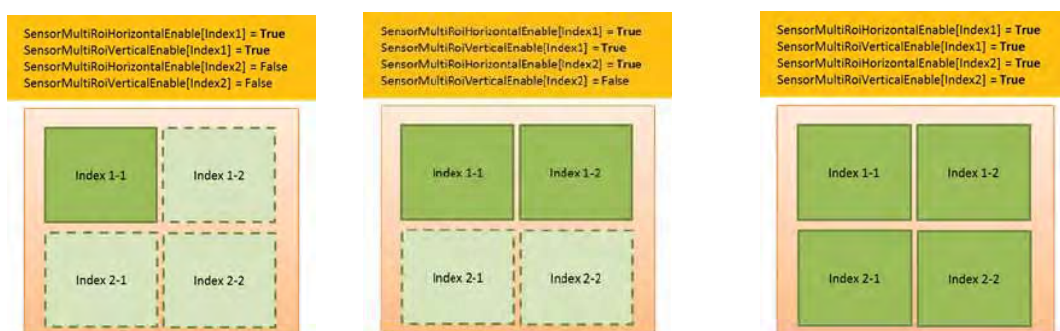 SensorMultiRoiHorizontalEnable[Index1] = True
SensorMultiRoiVerticalEnable[Index1] = True
SensorMultiRoiHorizontalEnable[Index2] = False
SensorMultiRoiVerticalEnable[Index2] = False
Index 1-1
Index 1-2
Index 2-1
Index 2-2
SensorMultiRoiHorizontalEnable[Index1] = True
SensorMultiRoiVerticalEnable[Index1] = True
SensorMultiRoiHorizontalEnable[Index2] = True
SensorMultiRoiVerticalEnable[Index2] = False
Index 1-1
Index 1-2
Index 2-1
Index 2-2
SensorMultiRoiHorizontalEnable[Index1] = True
SensorMultiRoiVerticalEnable[Index1] = True
SensorMultiRoiHorizontalEnable[Index2] = True
SensorMultiRoiVerticalEnable[Index2] = True
Index 1-1
Index 1-2
Index 2-1
Index 2-2